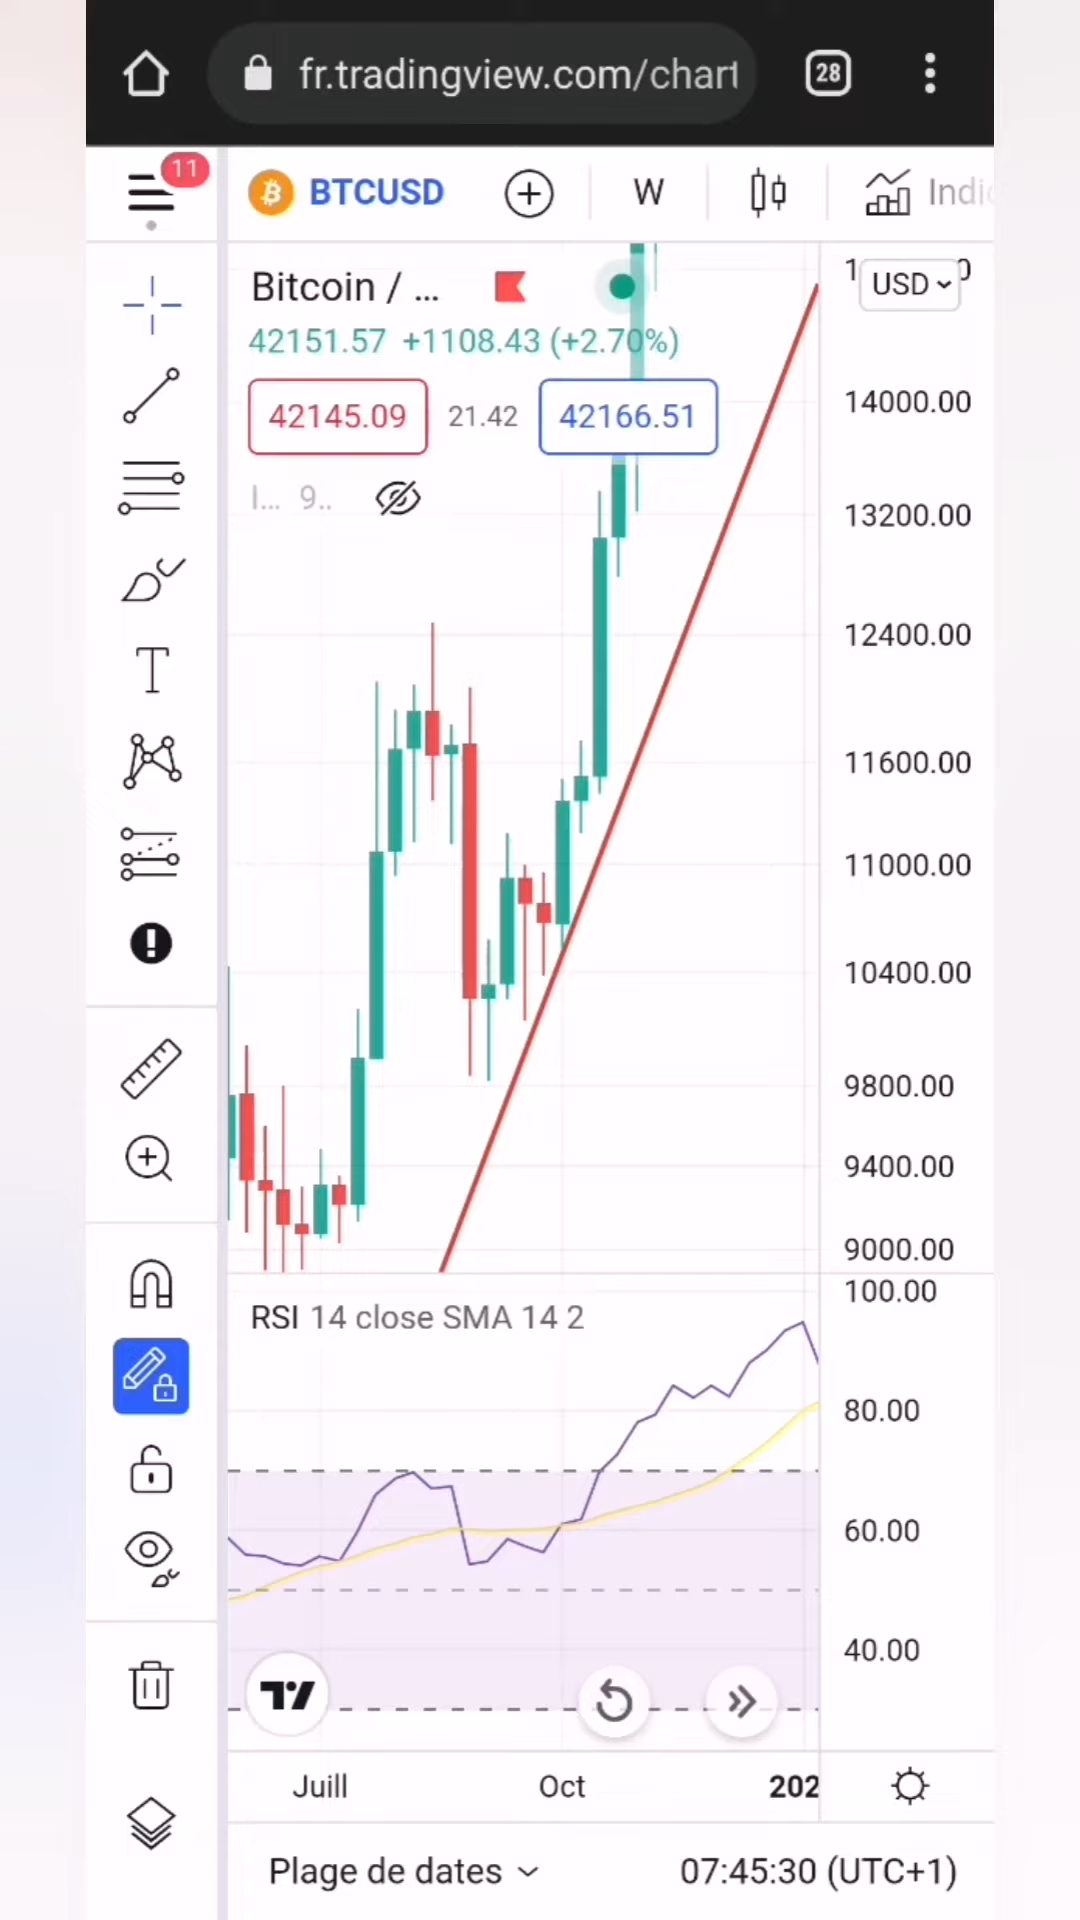 fr.tradingview.com/chart
28
11
BTCUSD
W
Indic
Bitcoin / ...
USD
42151.57 +1108.43 (+2.70%)
42145.09
21.42
42166.51
I... 9..
14000.00
13200.00
12400.00
11600.00
11000.00
10400.00
9800.00
9400.00
9000.00
RSI 14 close SMA 14 2
100.00
80.00
60.00
40.00
Juill
Oct
202
Plage de dates
07:45:30 (UTC+1)